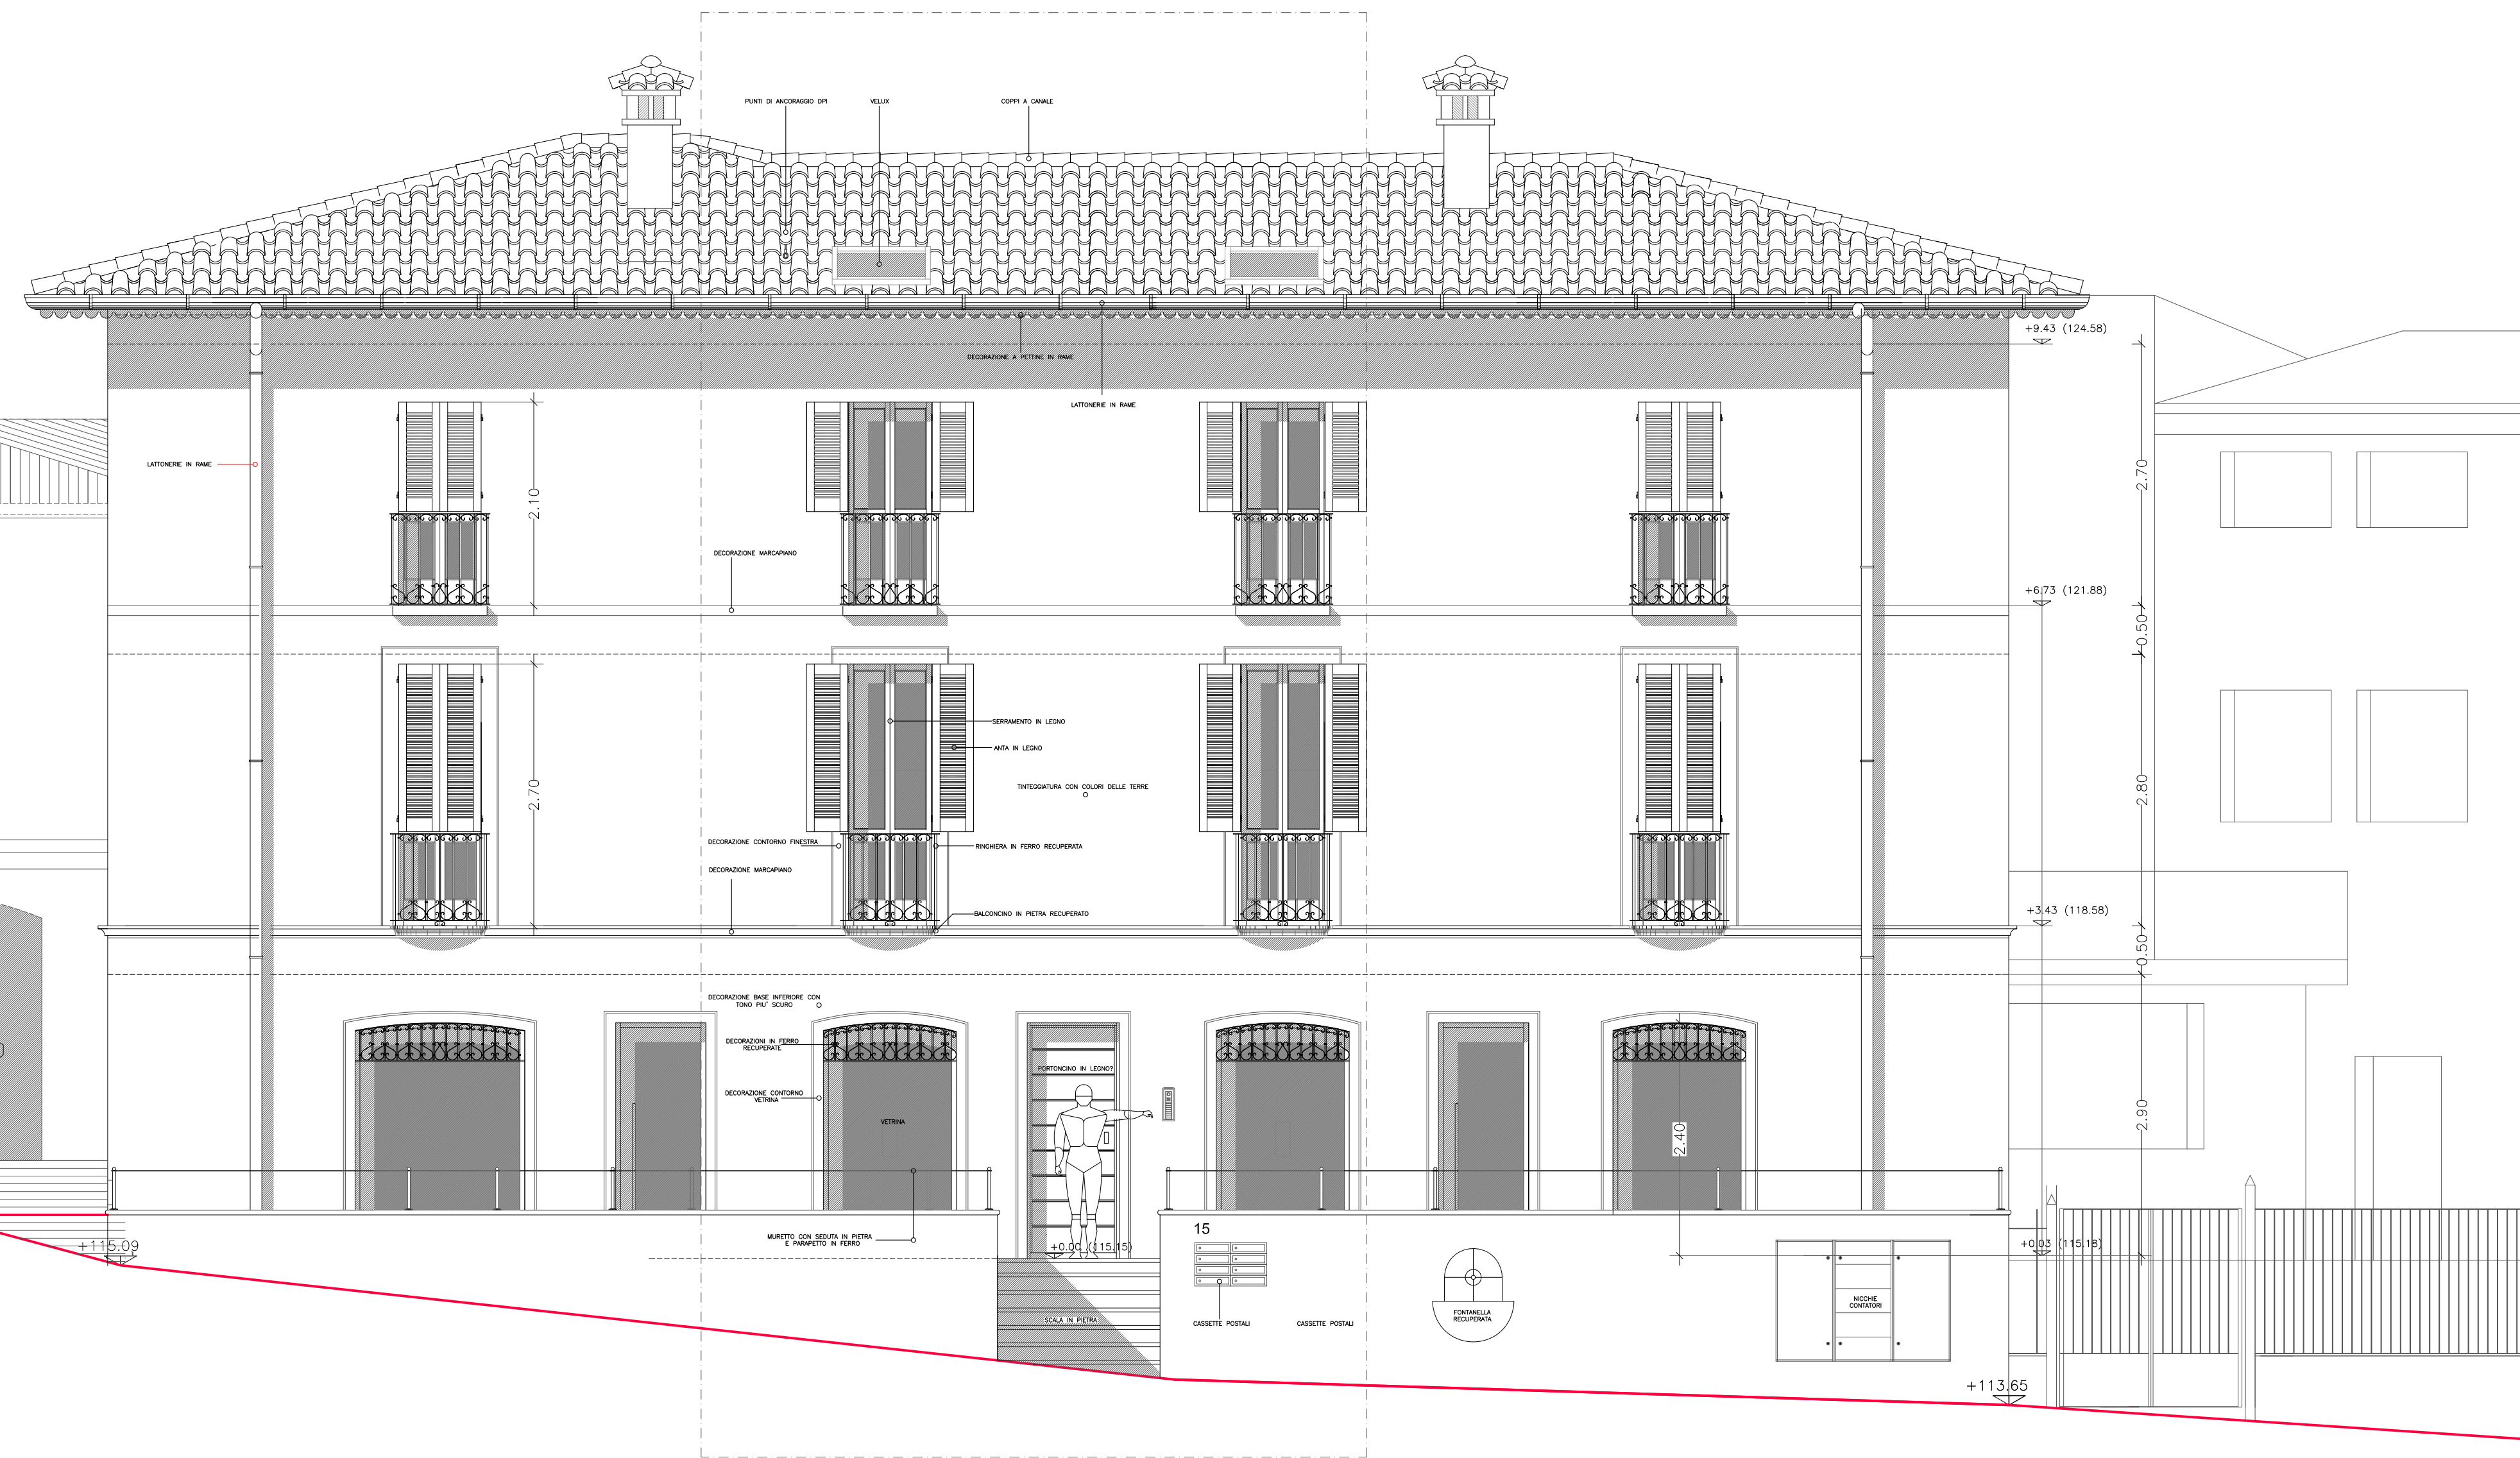 PUNTI DI ANCORAGGIO DPI
VELUX
COPPI A CANALE
+9.43 (124.58)
DECORAZIONE A PETTINE IN RAME
LATTONERIE IN RAME
LATTONERIE IN RAME
2.10
2.70
DECORAZIONE MARCAPIANO
+6.73 (121.88)
0.50
SERRAMENTO IN LEGNO
ANTA IN LEGNO
2.70
TINTEGGIATURA CON COLORI DELLE TERRE
2.80
DECORAZIONE CONTORNO FINESTRA
RINGHIERA IN FERRO RECUPERATA
DECORAZIONE MARCAPIANO
BALCONCINO IN PIETRA RECUPERATO
+3.43 (118.58)
0.50
DECORAZIONE BASE INFERIORE CON
TONO PIU' SCURO
DECORAZIONI IN FERRO
RECUPERATE
PORTONCINO IN LEGNO?
DECORAZIONE CONTORNO
VETRINA
VETRINA
2.40
2.90
15
MURETTO CON SEDUTA IN PIETRA
E PARAPETTO IN FERRO
+115.09
+0.00 (115.15)
+0.03 (115.18)
NICCHIE
CONTATORI
FONTANELLA
RECUPERATA
SCALA IN PIETRA
CASSETTE POSTALI
CASSETTE POSTALI
+113.65